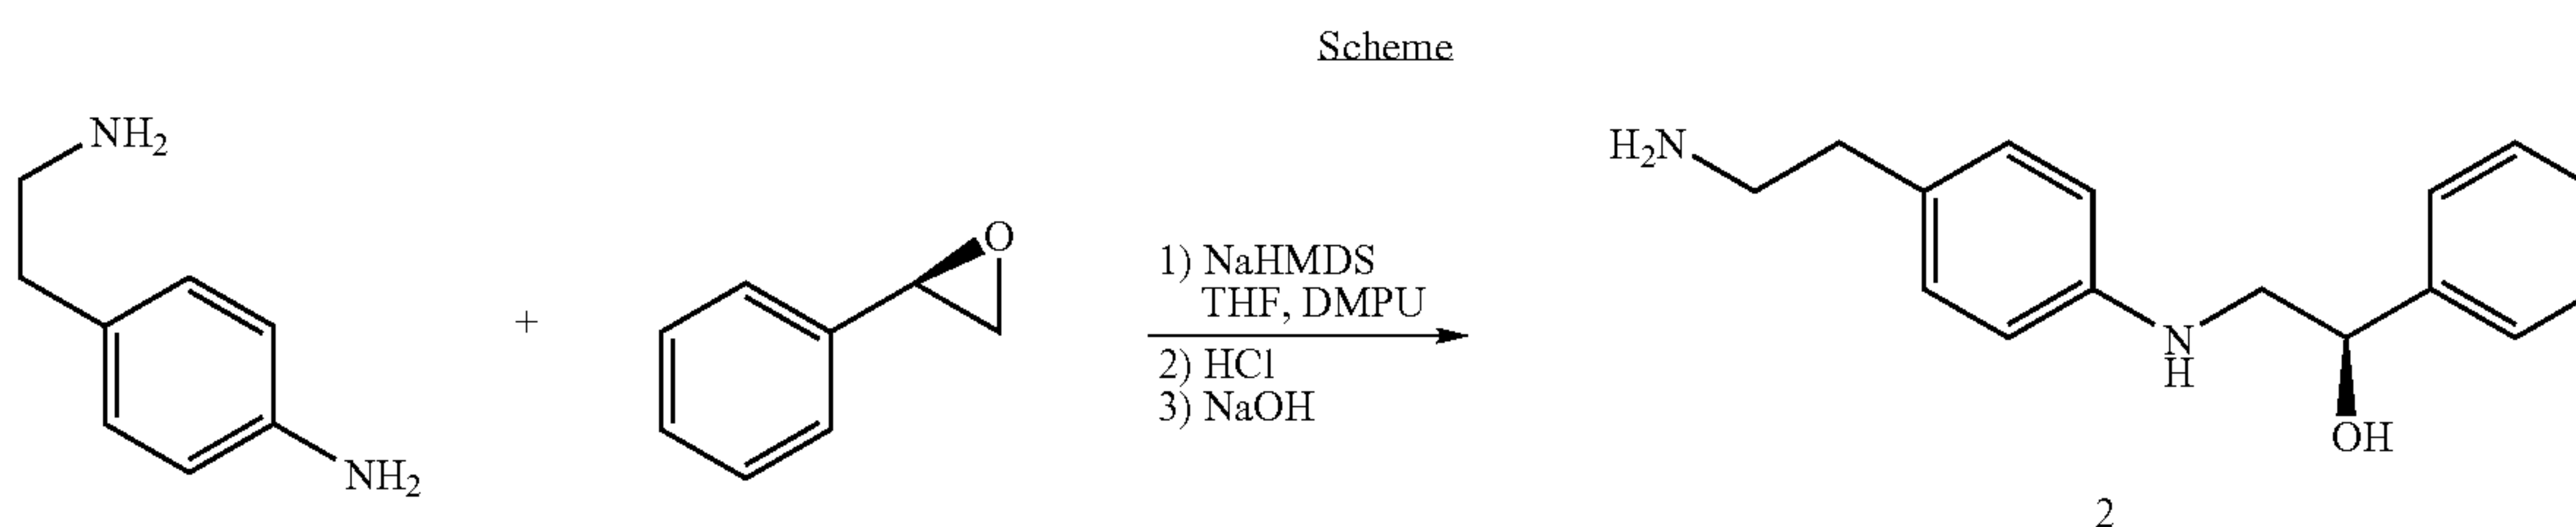 Scheme
NH₂
NH₂
+
O
1) NaHMDS
THF, DMPU
2) HCl
3) NaOH
H₂N
N
H
OH
2